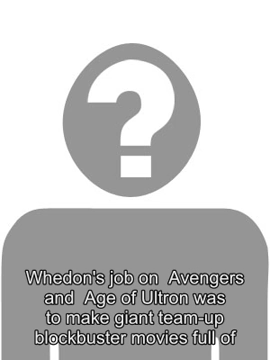 ?
Whedon's job on Avengers
and Age of Ultron was
to make giant team-up
blockbuster movies full of